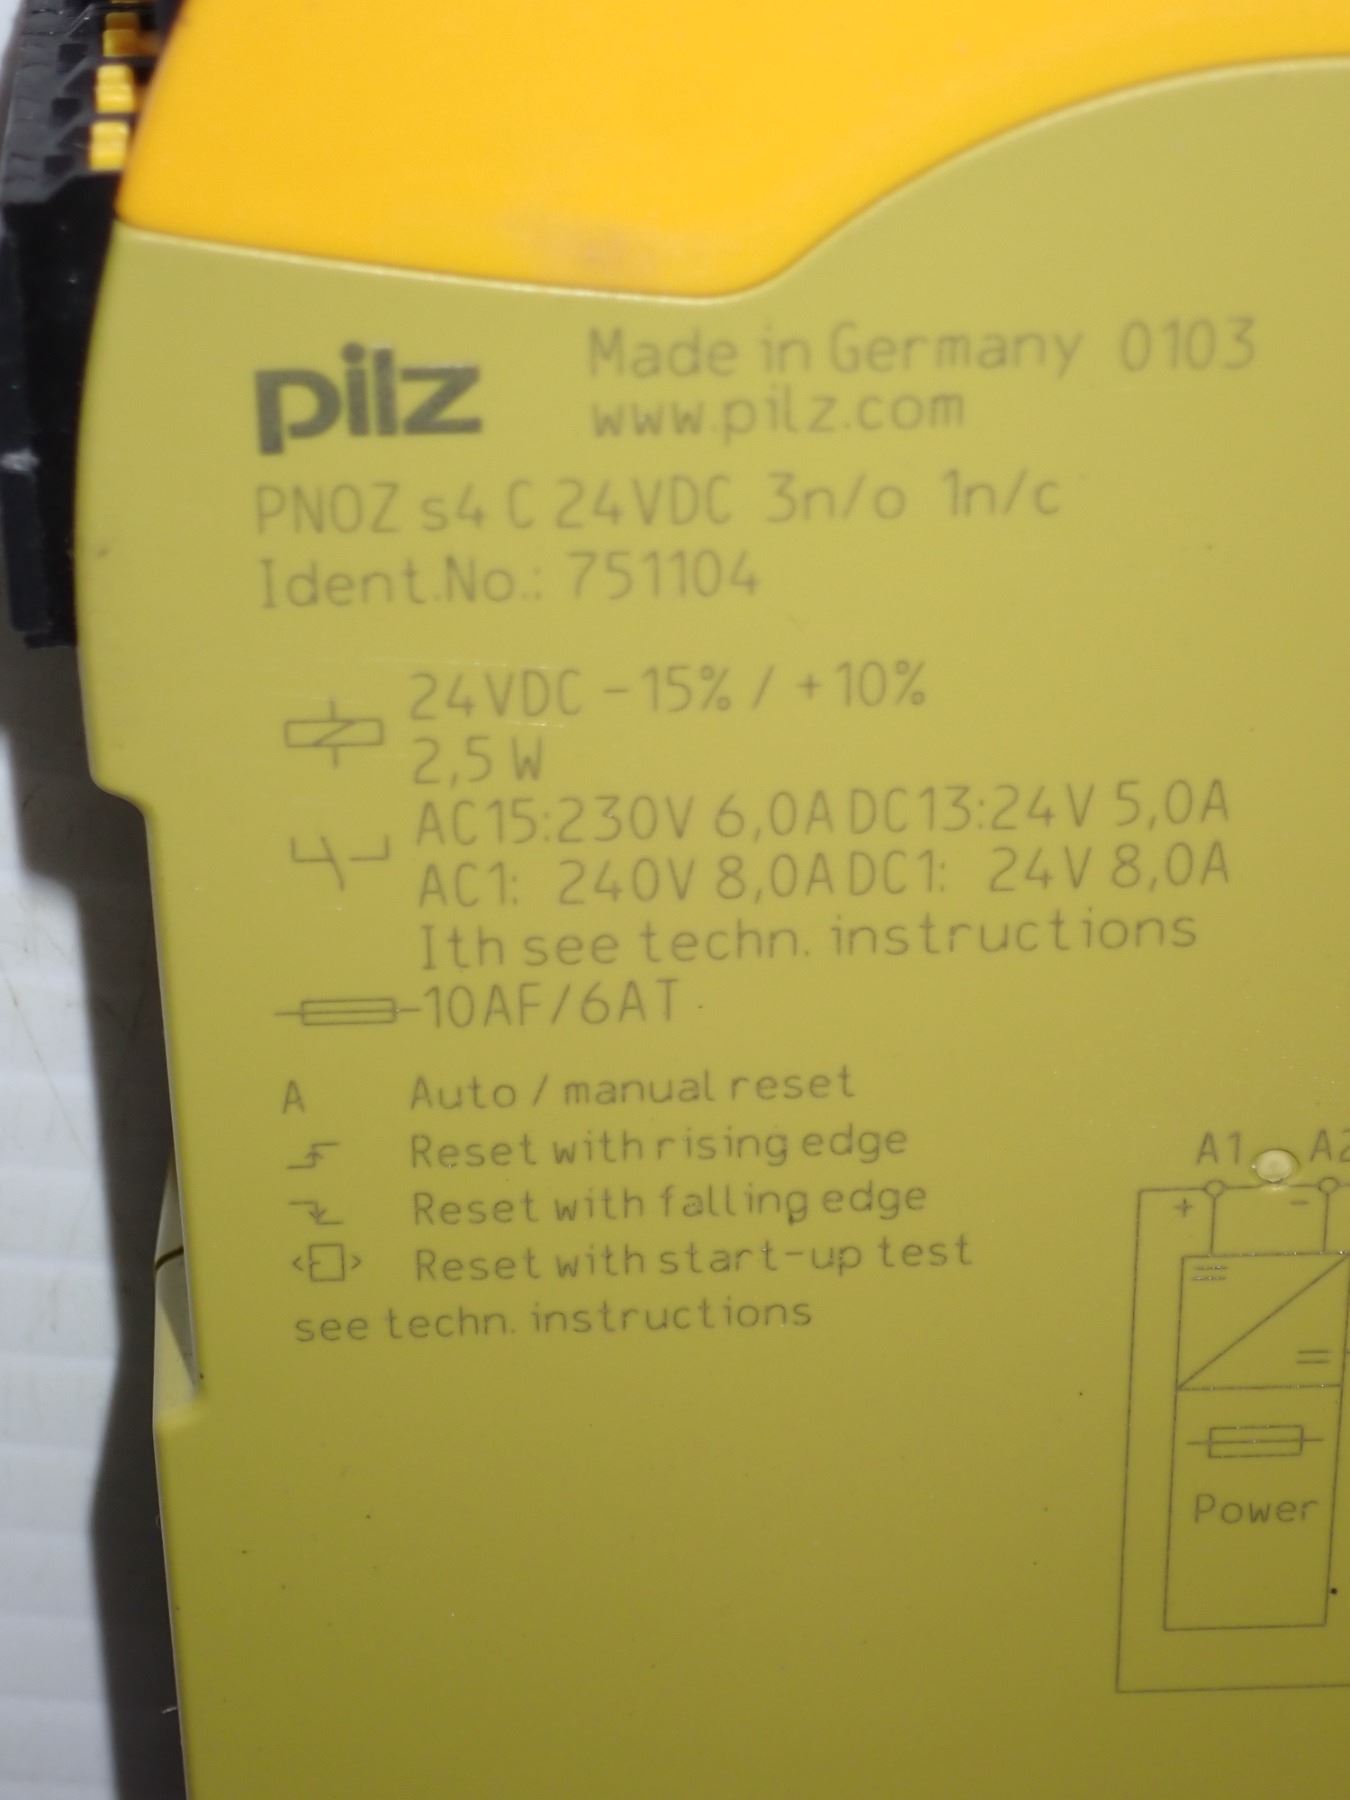 pilz
Made in Germany 0103
www.pilz.com
PNOZ s4 C 24VDC 3n/o 1n/c
Ident.No.: 751104
24VDC -15% / +10%
2,5 W
AC15:230V 6,0A DC13:24V 5,0A
AC1: 240V 8,0A DC1: 24V 8,0A
Ith see techn. instructions
10AF/6AT
A Auto / manual reset
Reset with rising edge
Reset with falling edge
Reset with start-up test
see techn. instructions
A1 A2
+ -
Power